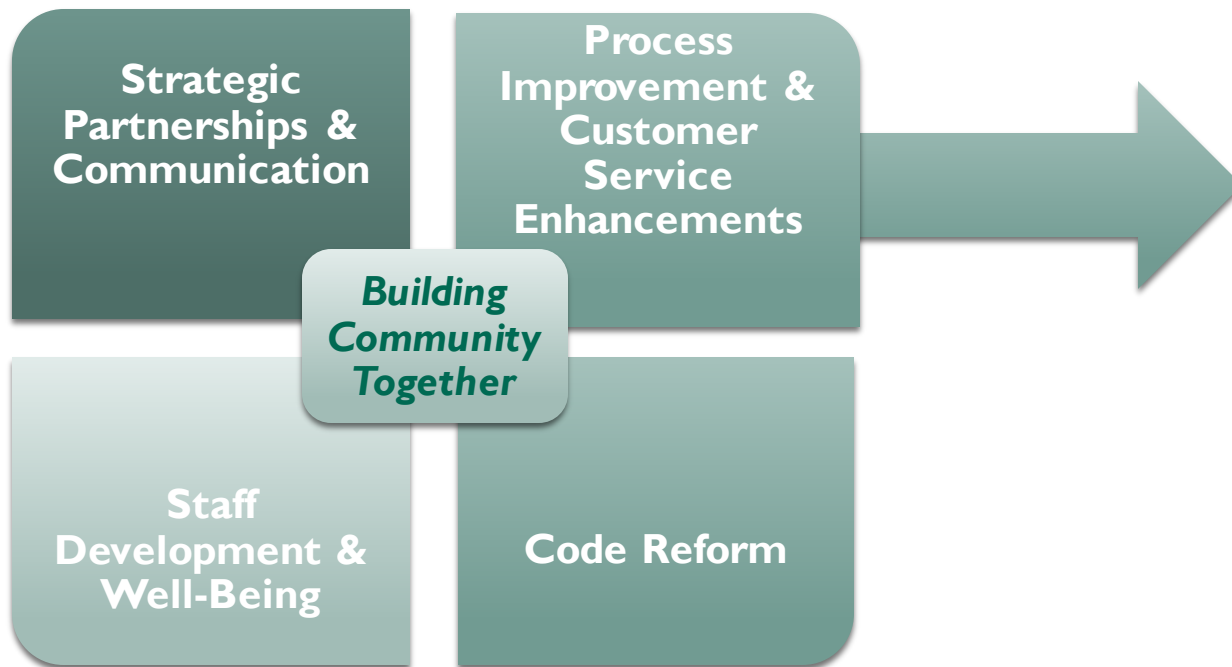 Strategic
Partnerships &
Communication
Process
Improvement &
Customer
Service
Enhancements
Building
Community
Together
Staff
Development &
Well-Being
Code Reform